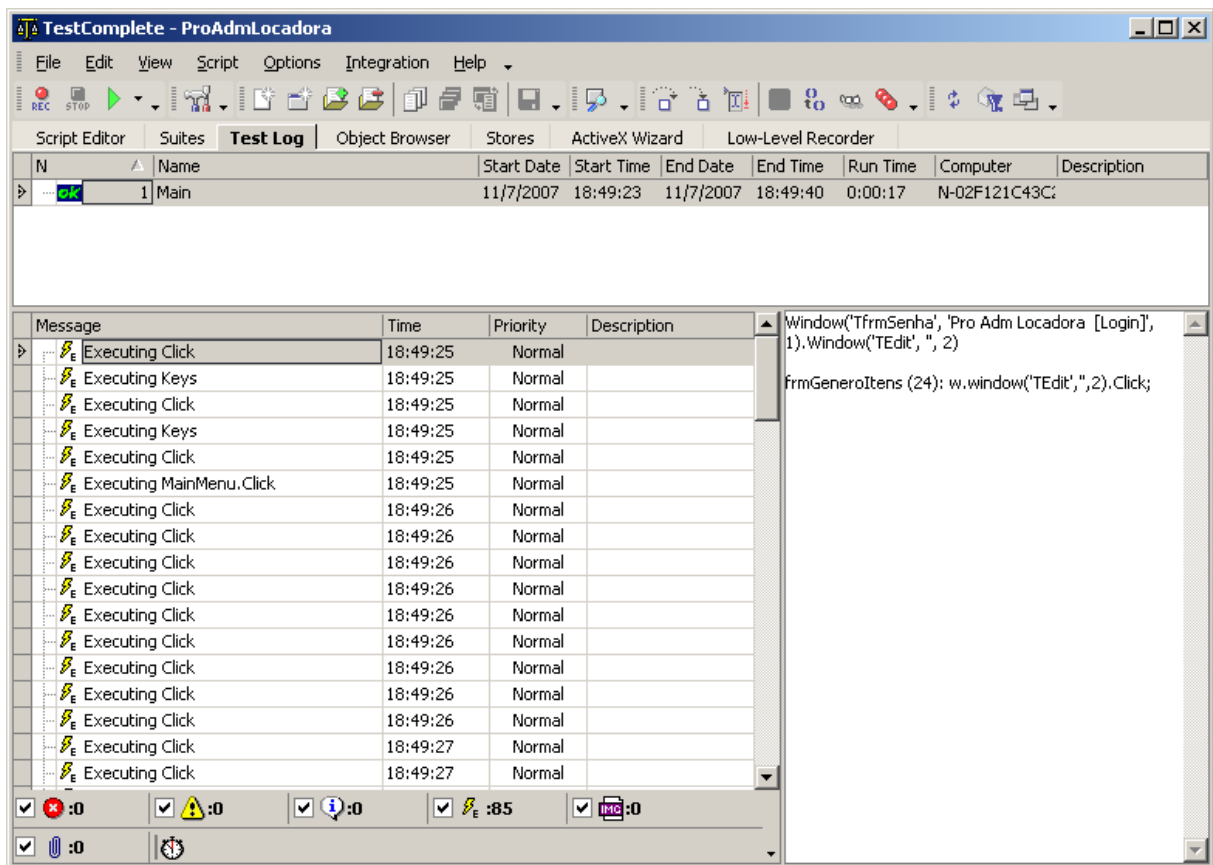 TestComplete - ProAdmLocadora
File Edit View Script Options Integration Help
REC STOP
Script Editor Suites Test Log Object Browser Stores ActiveX Wizard Low-Level Recorder
N Name Start Date Start Time End Date End Time Run Time Computer Description
ok 1 Main 11/7/2007 18:49:23 11/7/2007 18:49:40 0:00:17 N-02F121C43C2
Message Time Priority Description
Executing Click 18:49:25 Normal
Executing Keys 18:49:25 Normal
Executing Click 18:49:25 Normal
Executing Keys 18:49:25 Normal
Executing Click 18:49:25 Normal
Executing MainMenu.Click 18:49:25 Normal
Executing Click 18:49:26 Normal
Executing Click 18:49:26 Normal
Executing Click 18:49:26 Normal
Executing Click 18:49:26 Normal
Executing Click 18:49:26 Normal
Executing Click 18:49:26 Normal
Executing Click 18:49:26 Normal
Executing Click 18:49:26 Normal
Executing Click 18:49:26 Normal
Executing Click 18:49:27 Normal
Executing Click 18:49:27 Normal
Window('TfrmSenha', 'Pro Adm Locadora [Login]',
1).Window('TEdit', '', 2)
frmGeneroItens (24): w.window('TEdit','',2).Click;
:0 :0 :0 :85 IMG :0
:0